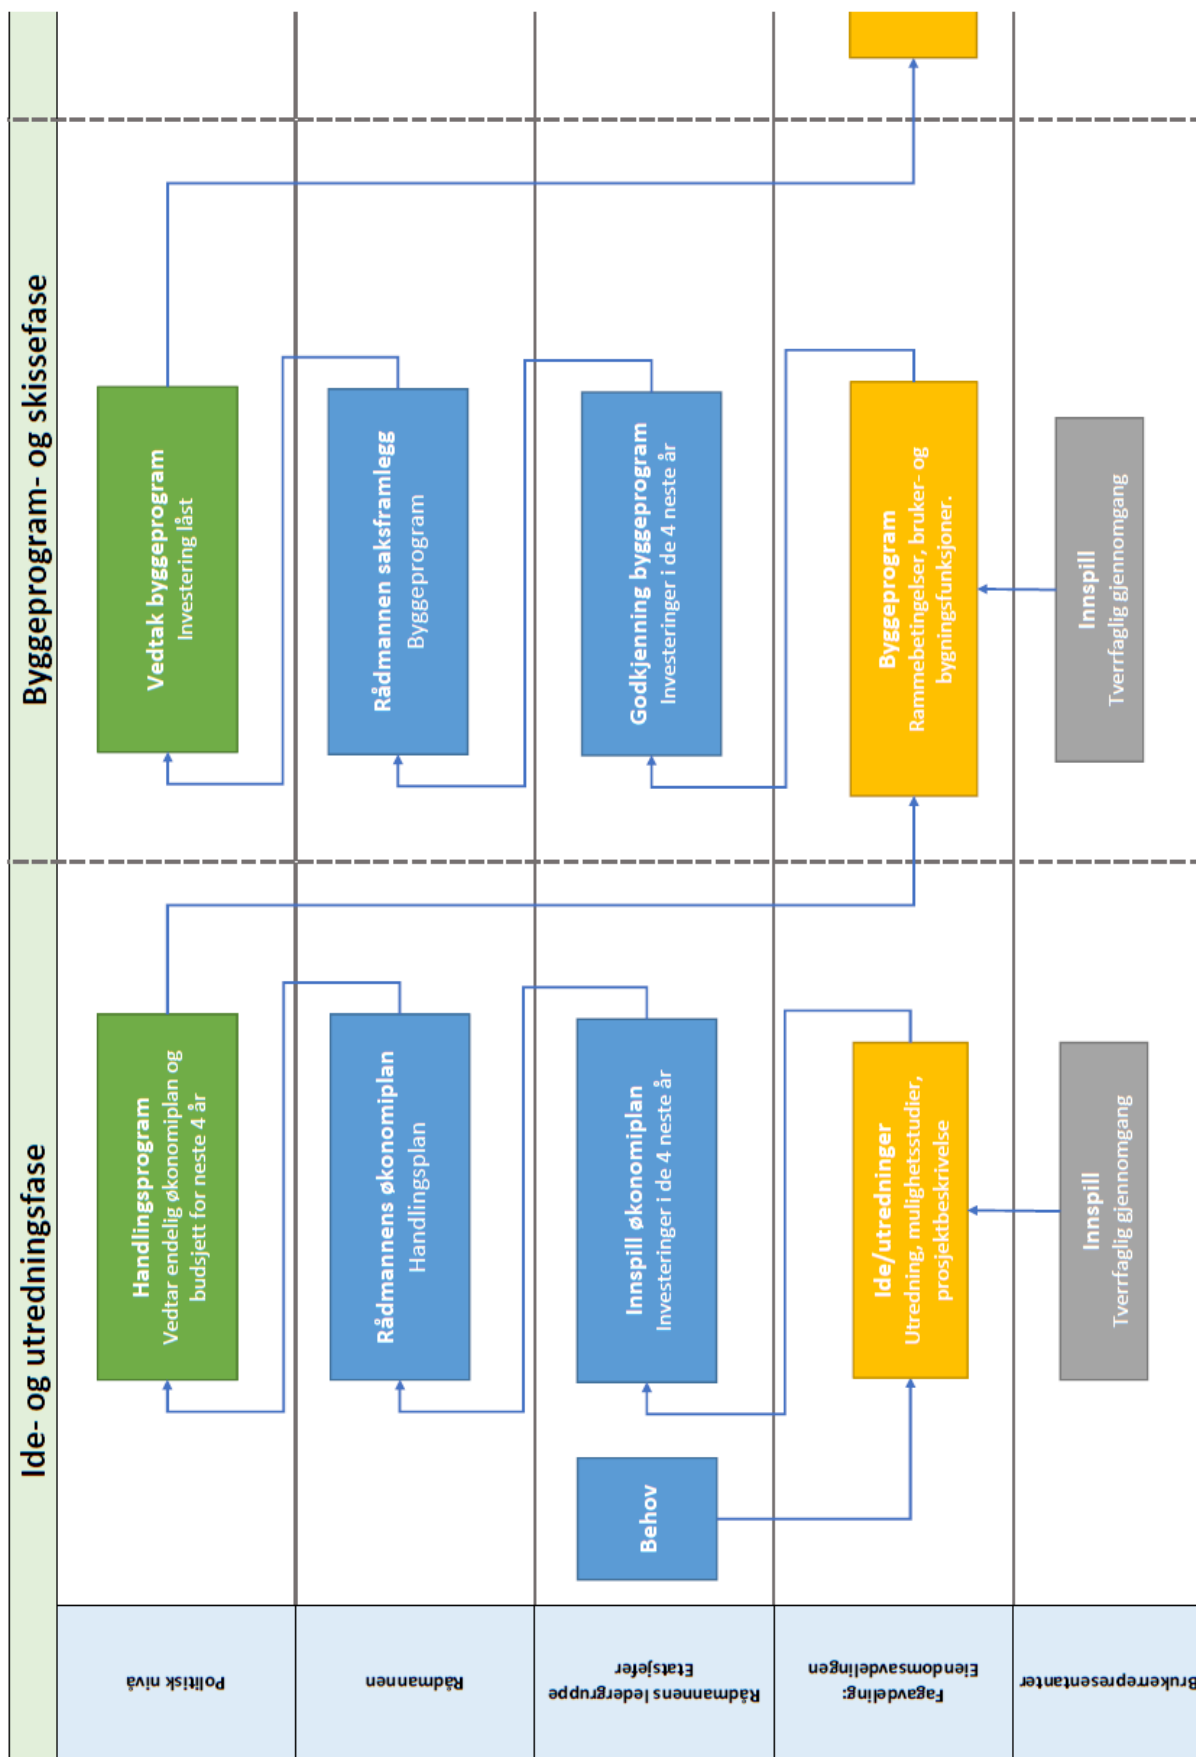 Ide- og utredningsfase
Byggeprogram- og skissefase
Politisk nivå
Handlingsprogram
Vedtar endelig økonomiplan og
budsjett for neste 4 år
Vedtak byggeprogram
Investering låst
Rådmannen
Rådmannens økonomiplan
Handlingsplan
Rådmannen saksframlegg
Byggeprogram
Rådmannens ledergruppe
Etatsjefer
Behov
Innspill økonomiplan
Investeringer i de 4 neste år
Godkjenning byggeprogram
Investeringer i de 4 neste år
Fagavdeling:
Eiendomsavdelingen
Ide/utredninger
Utredning, mulighetsstudier,
prosjektbeskrivelse
Byggeprogram
Rammebetingelser, bruker- og
bygningsfunksjoner.
Brukerrepresentanter
Innspill
Tverrfaglig gjennomgang
Innspill
Tverrfaglig gjennomgang